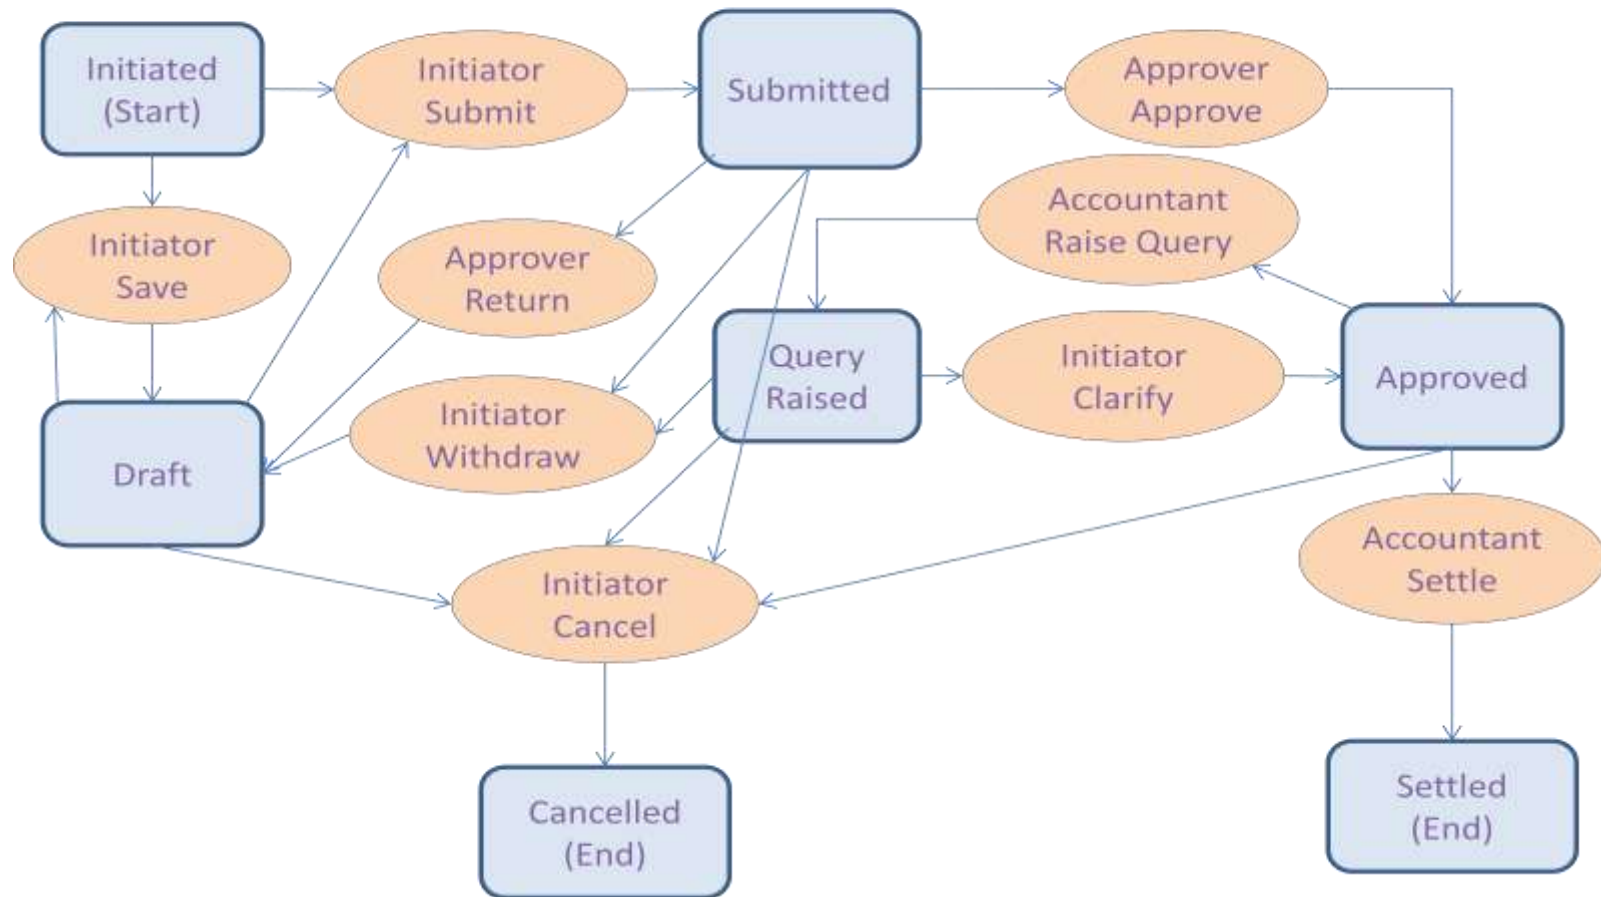 Initiated
(Start)
Initiator
Submit
Submitted
Approver
Approve
Accountant
Raise Query
Initiator
Save
Approver
Return
Query
Raised
Initiator
Clarify
Approved
Initiator
Withdraw
Draft
Accountant
Settle
Initiator
Cancel
Cancelled
(End)
Settled
(End)